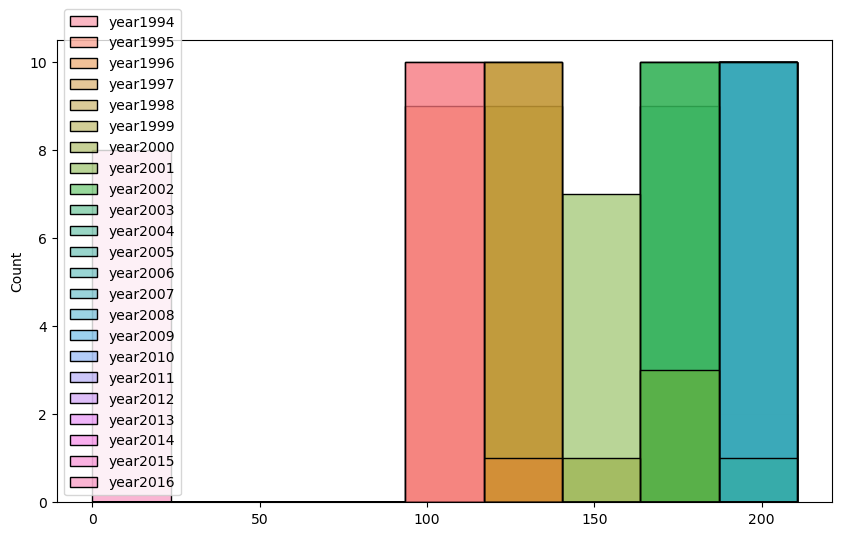 year1994
year1995
year1996
year1997
year1998
year1999
year2000
year2001
year2002
year2003
year2004
year2005
year2006
year2007
year2008
year2009
year2010
year2011
year2012
year2013
year2014
year2015
year2016
Count
10
8
6
4
2
0
0 50 100 150 200